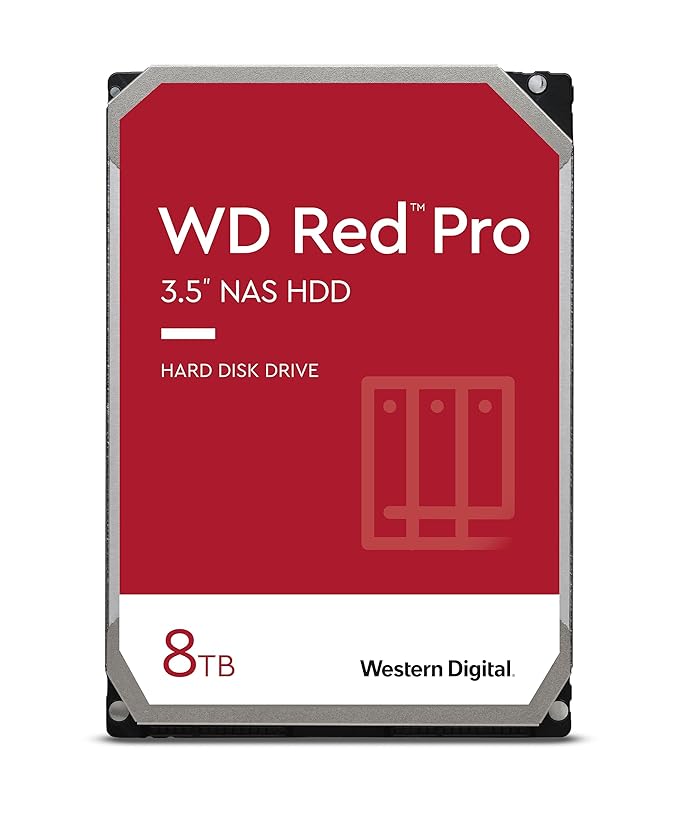 WD Red™ Pro
3.5" NAS HDD
HARD DISK DRIVE
8TB
Western Digital.